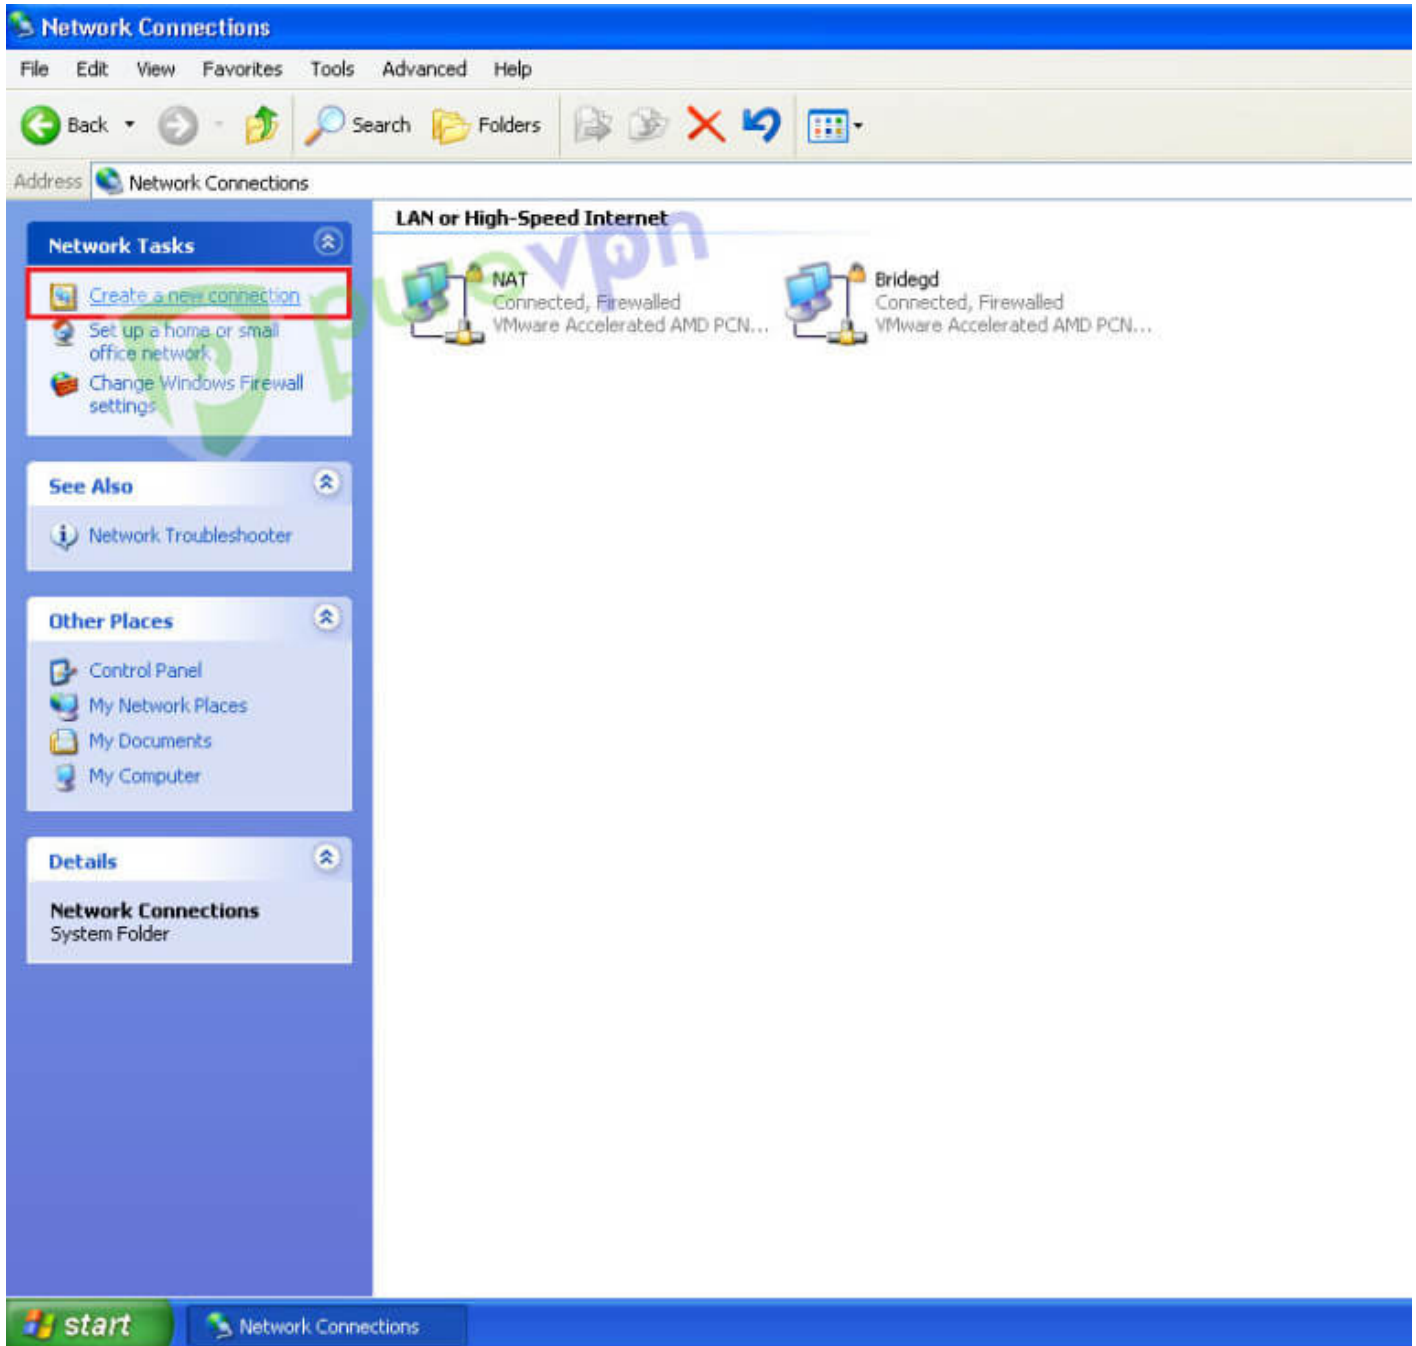 Network Connections
File Edit View Favorites Tools Advanced Help
Back Search Folders
Address Network Connections
Network Tasks
Create a new connection
Set up a home or small
office network
Change Windows Firewall
settings
See Also
Network Troubleshooter
Other Places
Control Panel
My Network Places
My Documents
My Computer
Details
Network Connections
System Folder
LAN or High-Speed Internet
purevpn
NAT
Connected, Firewalled
VMware Accelerated AMD PCN...
Bridegd
Connected, Firewalled
VMware Accelerated AMD PCN...
start Network Connections